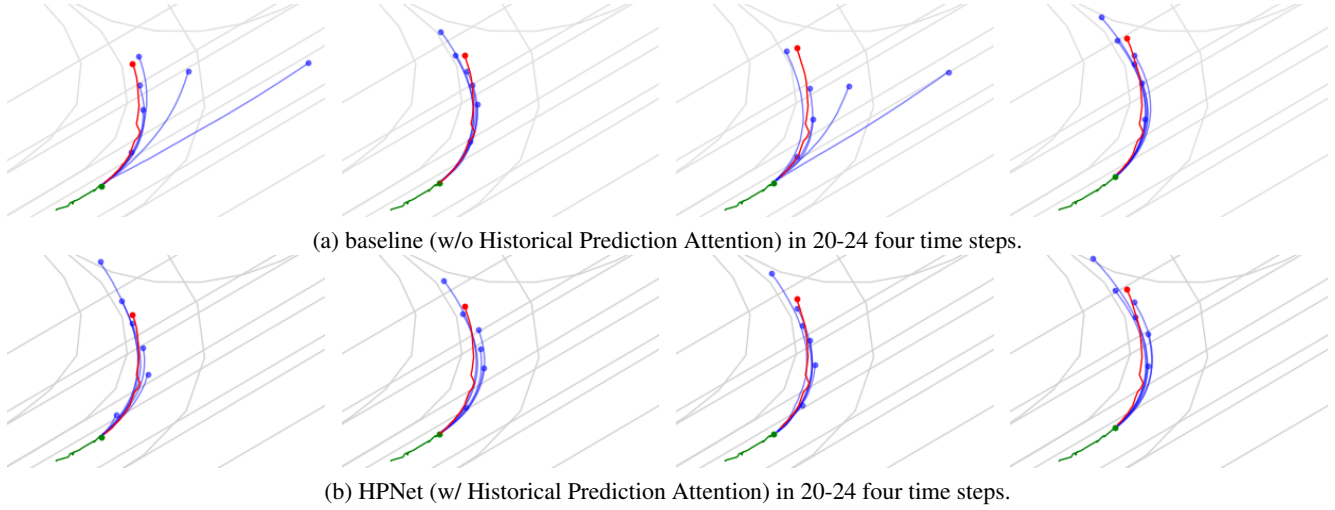 (a) baseline (w/o Historical Prediction Attention) in 20-24 four time steps.
(b) HPNet (w/ Historical Prediction Attention) in 20-24 four time steps.